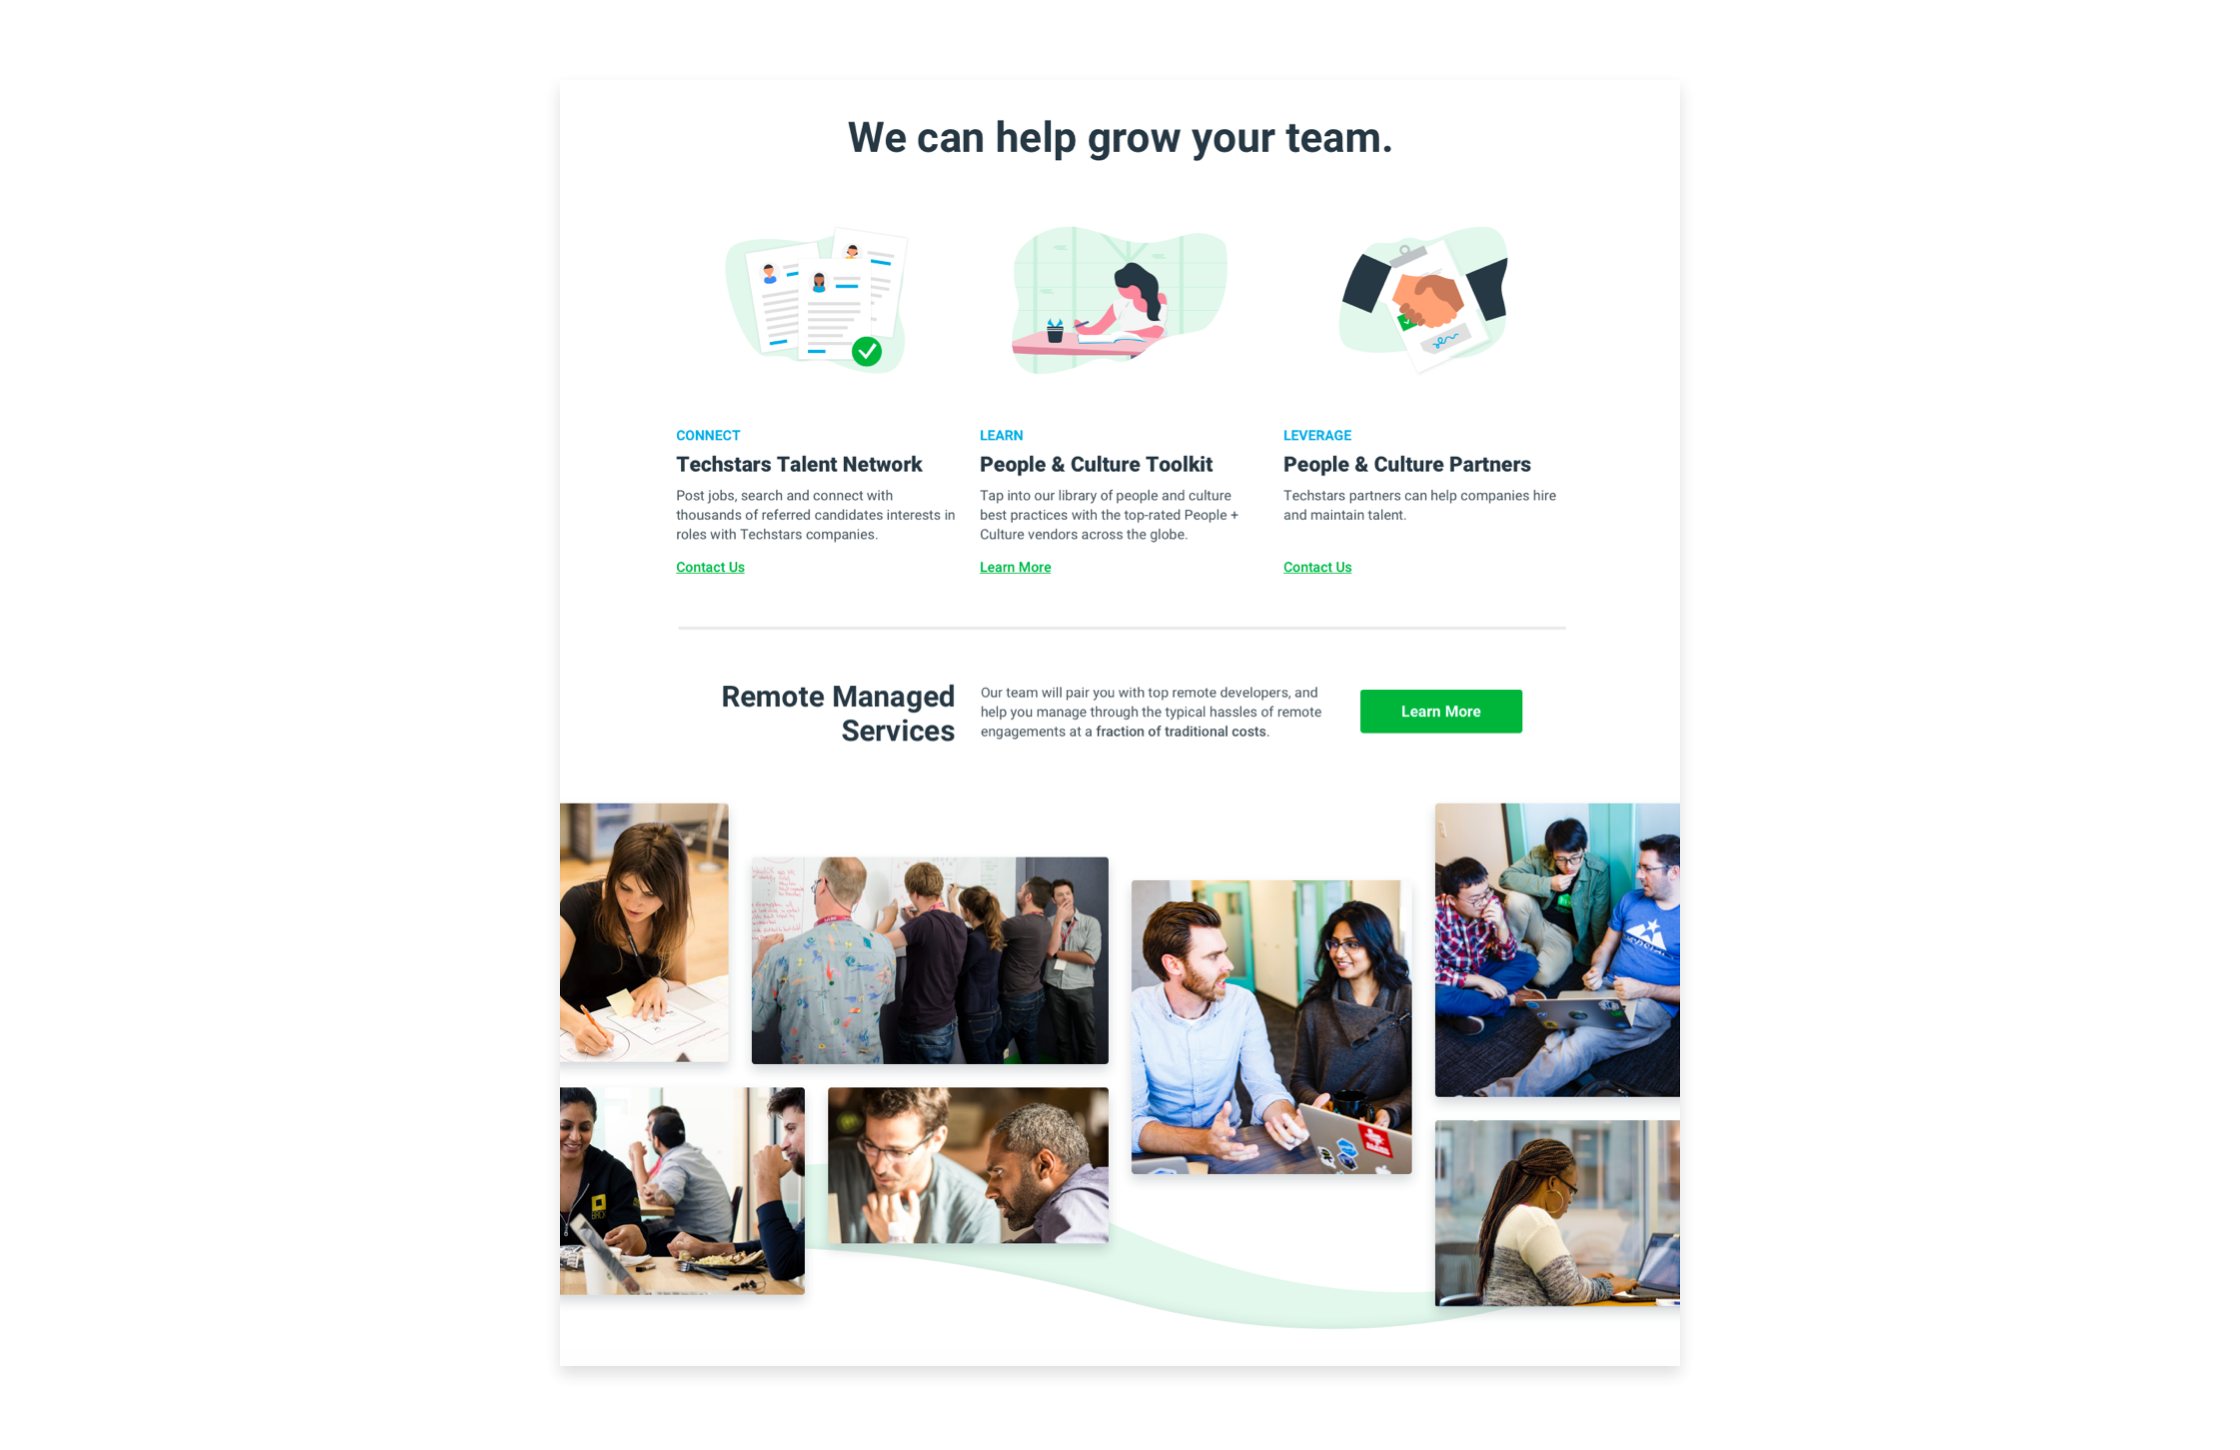 We can help grow your team.
CONNECT
Techstars Talent Network
Post jobs, search and connect with
thousands of referred candidates interests in
roles with Techstars companies.
Contact Us
LEARN
People & Culture Toolkit
Tap into our library of people and culture
best practices with the top-rated People +
Culture vendors across the globe.
Learn More
LEVERAGE
People & Culture Partners
Techstars partners can help companies hire
and maintain talent.
Contact Us
Remote Managed
Services
Our team will pair you with top remote developers, and
help you manage through the typical hassles of remote
engagements at a fraction of traditional costs.
Learn More